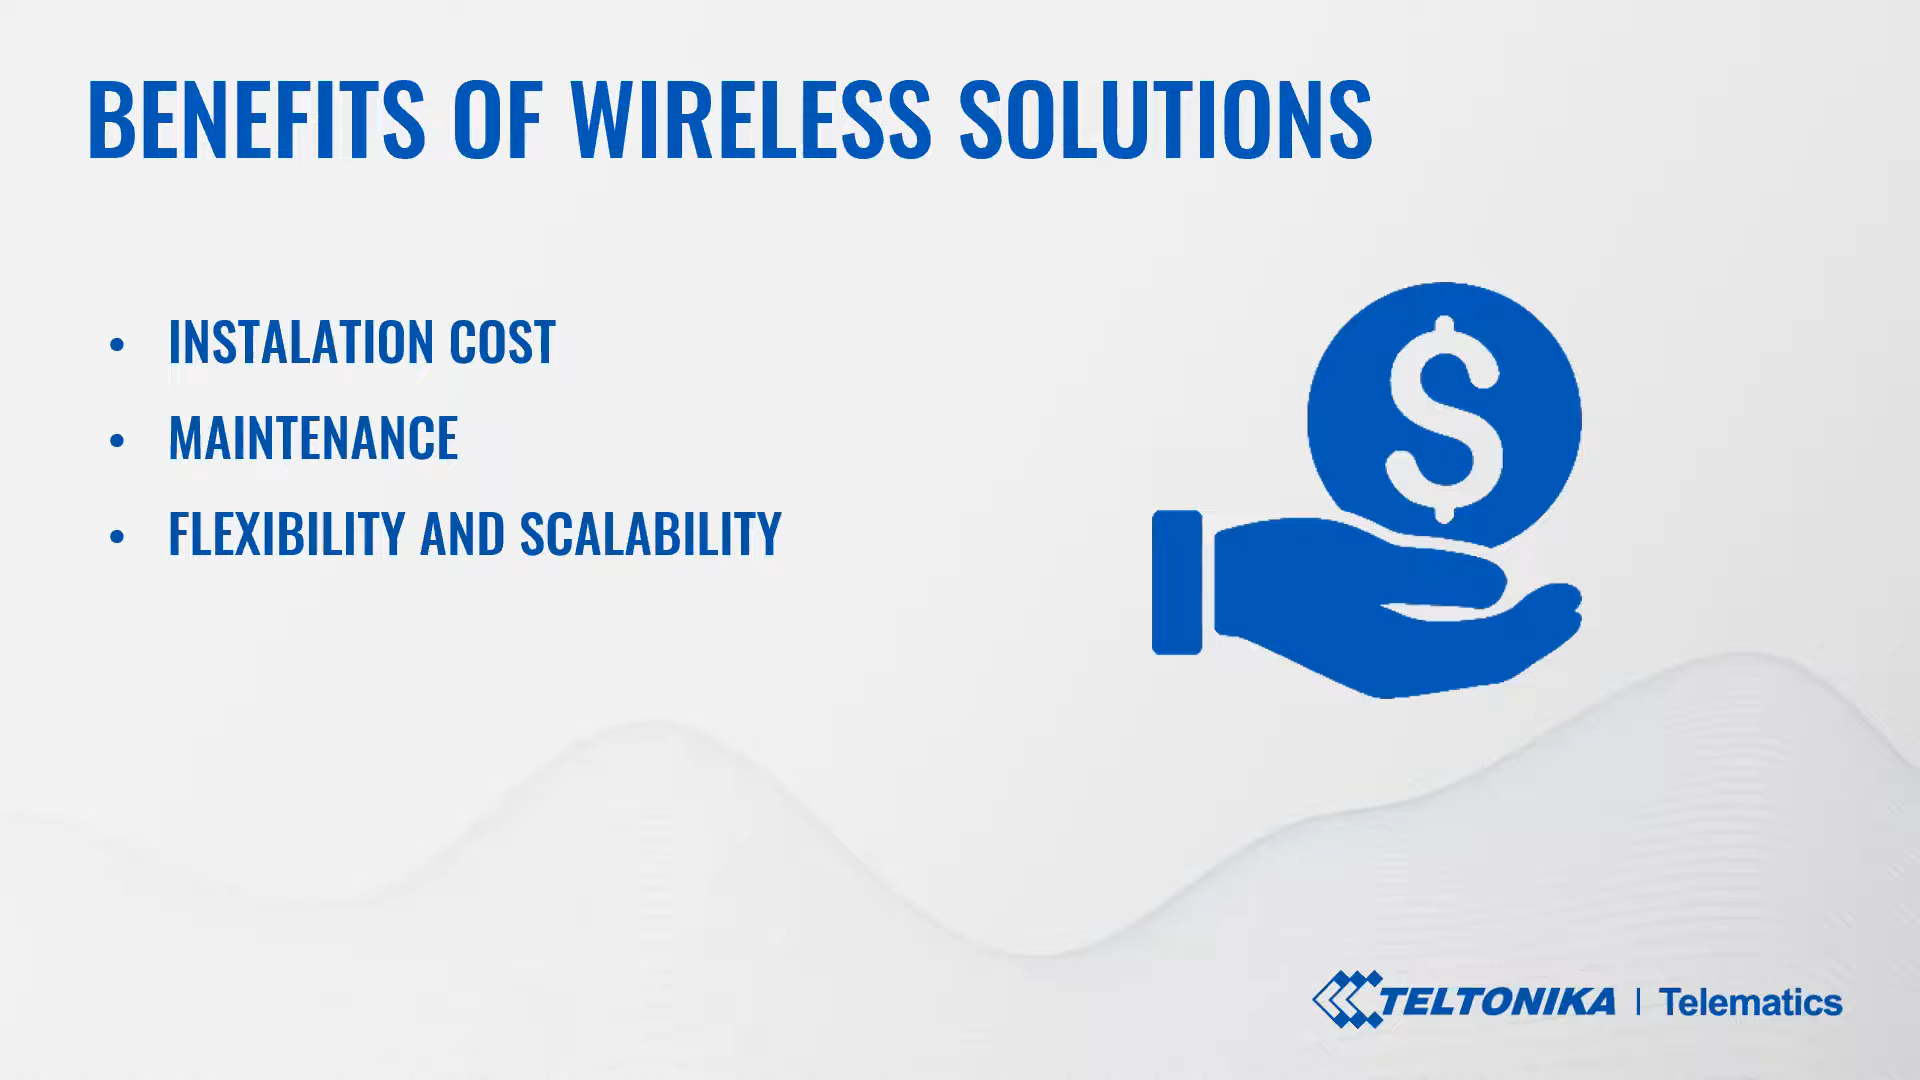 BENEFITS OF WIRELESS SOLUTIONS
• INSTALATION COST
• MAINTENANCE
• FLEXIBILITY AND SCALABILITY
$
TELTONIKA | Telematics